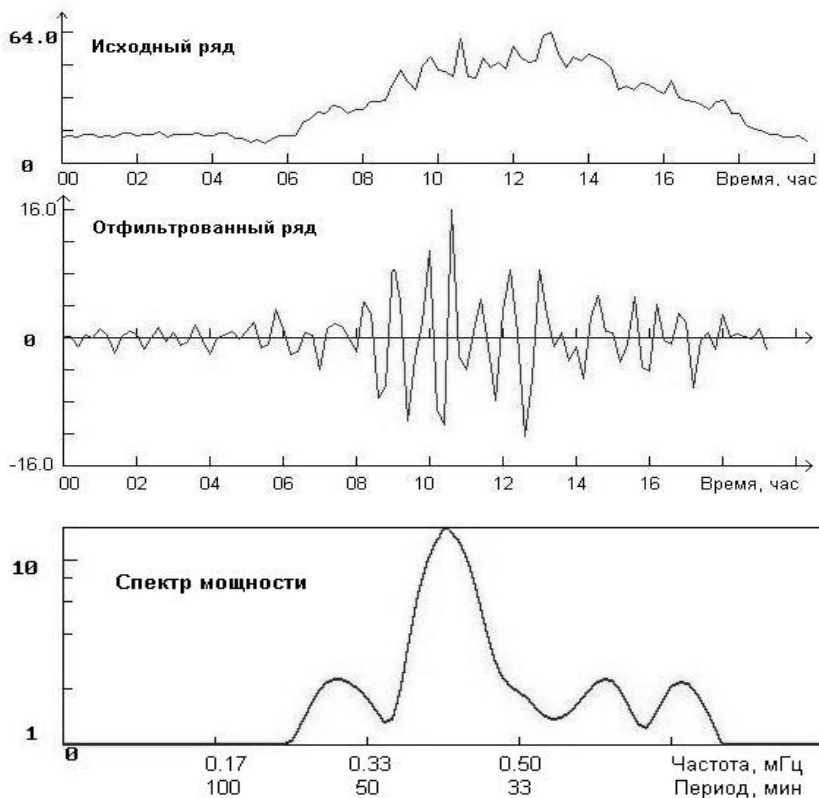 64.0
Исходный ряд
0
00 02 04 06 08 10 12 14 16 Время, час
16.0
Отфильтрованный ряд
0
-16.0
00 02 04 06 08 10 12 14 16 Время, час
10
Спектр мощности
1
0
0.17 0.33 0.50 Частота, мГц
100 50 33 Период, мин